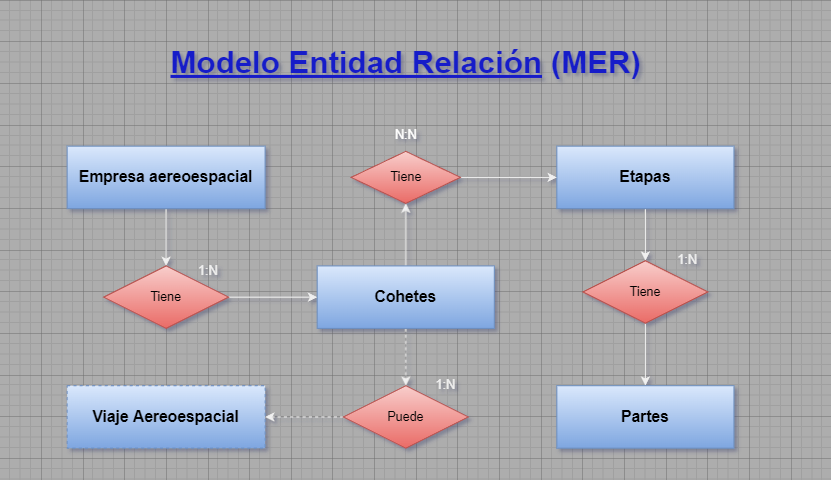 Modelo Entidad Relación (MER)
N:N
Empresa aereoespacial
Tiene
Etapas
1:N
Tiene
Cohetes
1:N
Tiene
1:N
Viaje Aereoespacial
Puede
Partes